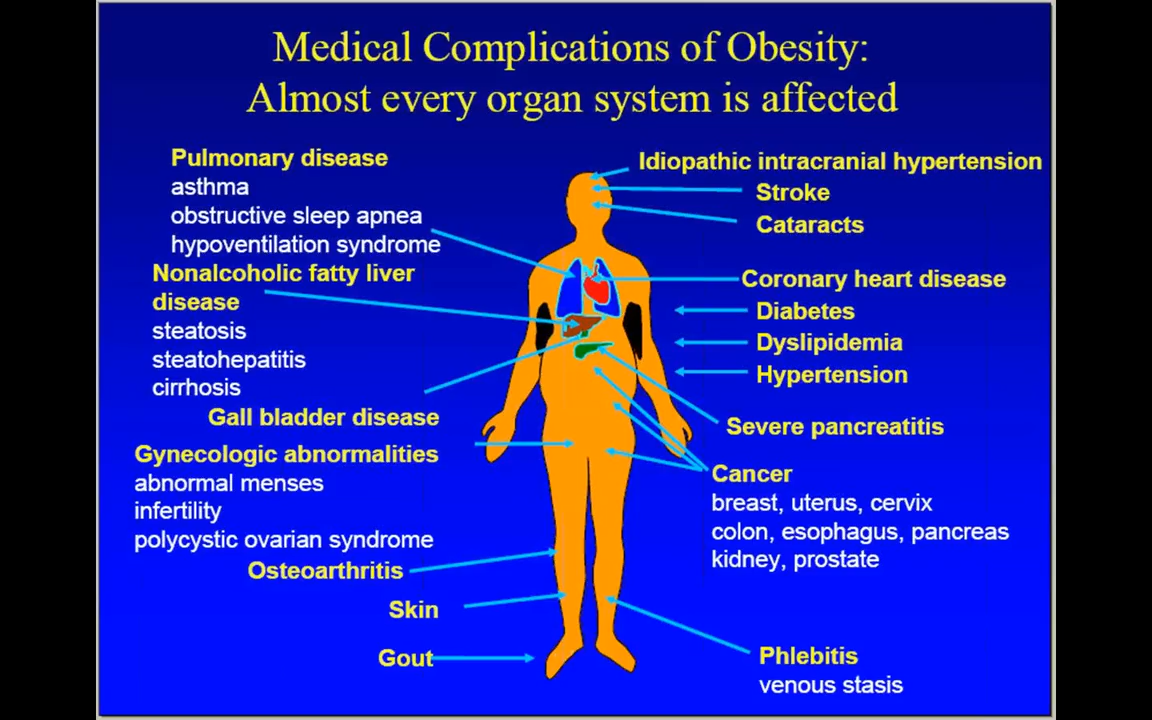 Medical Complications of Obesity:
Almost every organ system is affected
Pulmonary disease
asthma
obstructive sleep apnea
hypoventilation syndrome
Nonalcoholic fatty liver
disease
steatosis
steatohepatitis
cirrhosis
Gall bladder disease
Gynecologic abnormalities
abnormal menses
infertility
polycystic ovarian syndrome
Osteoarthritis
Skin
Gout
Idiopathic intracranial hypertension
Stroke
Cataracts
Coronary heart disease
Diabetes
Dyslipidemia
Hypertension
Severe pancreatitis
Cancer
breast, uterus, cervix
colon, esophagus, pancreas
kidney, prostate
Phlebitis
venous stasis